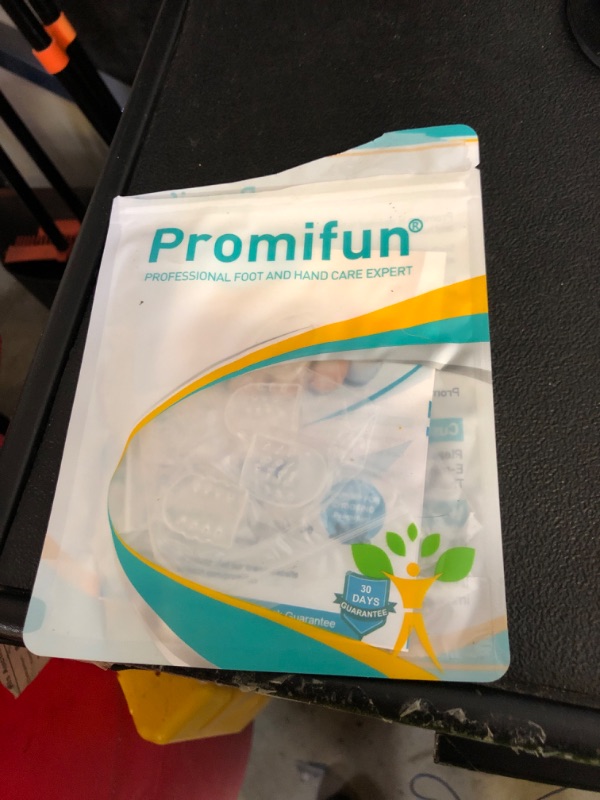 Promifun®
PROFESSIONAL FOOT AND HAND CARE EXPERT
30
DAYS
GUARANTEE
Guarantee